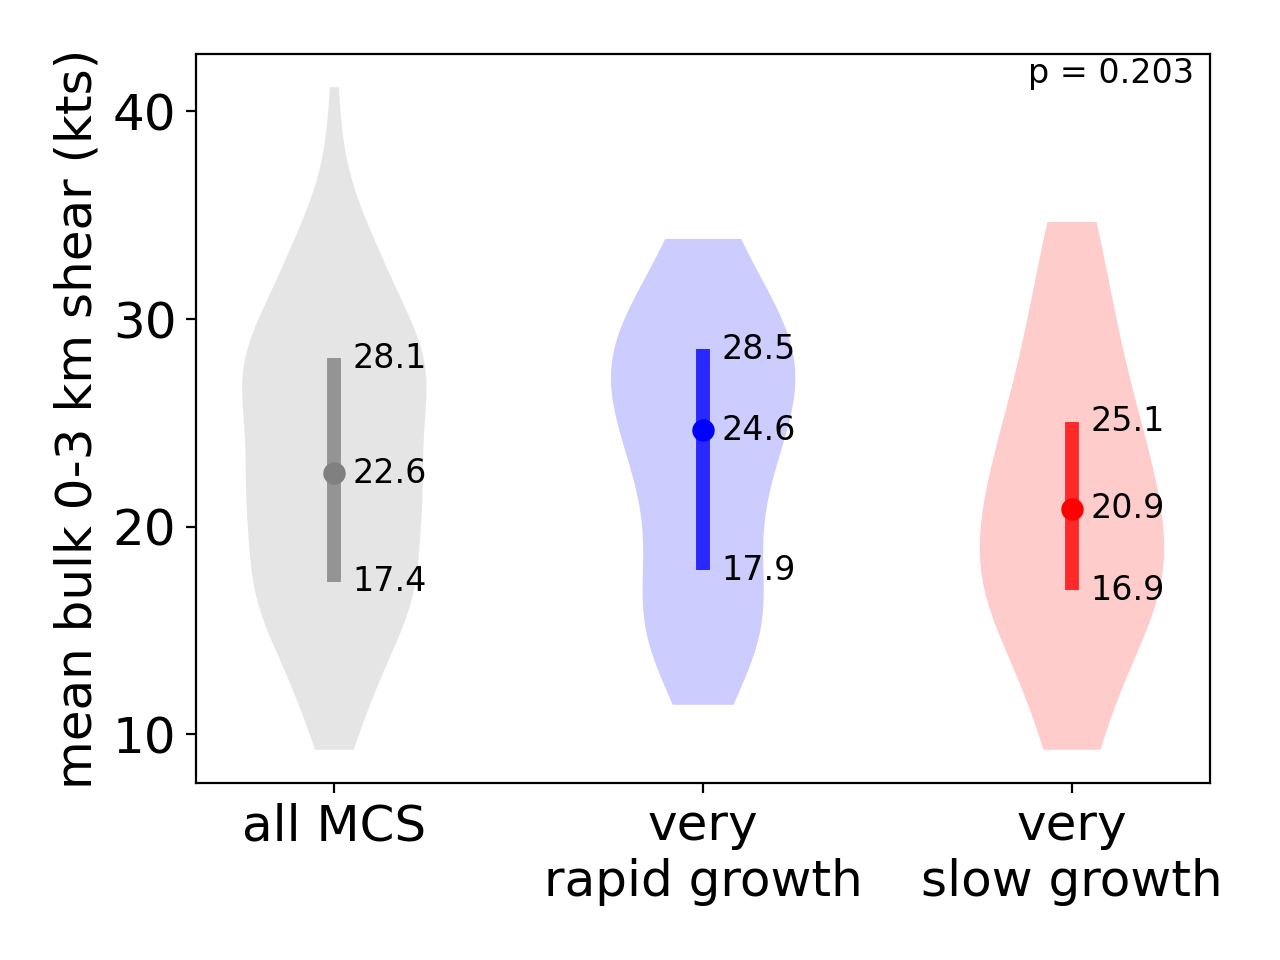 mean bulk 0-3 km shear (kts)
40
30
20
10
p = 0.203
28.1
22.6
17.4
28.5
24.6
17.9
25.1
20.9
16.9
all MCS
very
rapid growth
very
slow growth